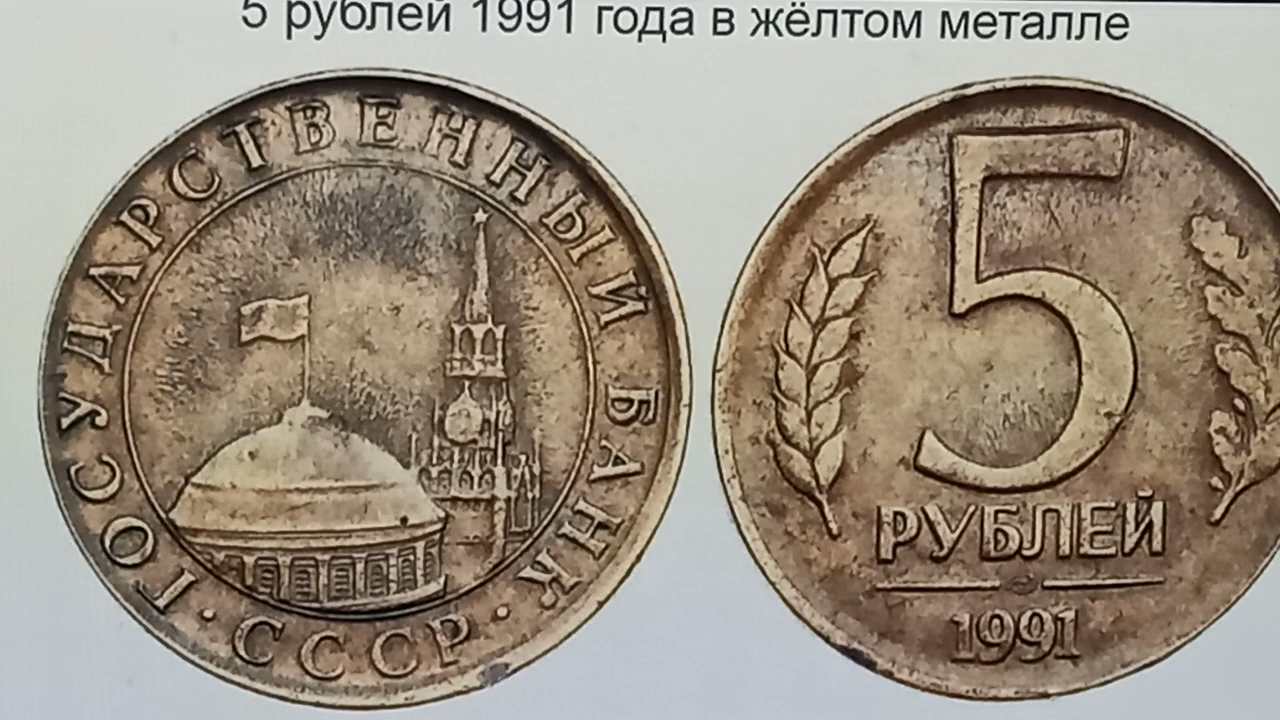 5 рублей 1991 года в жёлтом металле
ГОСУДАРСТВЕННЫЙ БАНК
· СССР ·
5
РУБЛЕЙ
1991